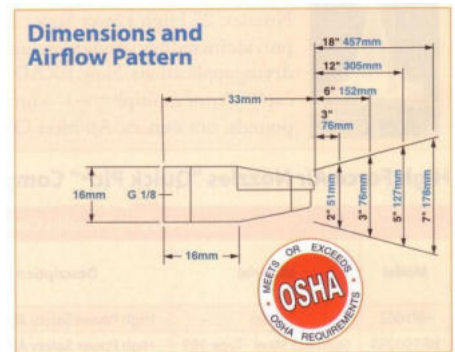 Dimensions and
Airflow Pattern
18" 457mm
12" 305mm
6" 152mm
3"
76mm
33mm
16mm
G 1/8
16mm
2" 51mm
3" 76mm
5" 127mm
7" 178mm
MEETS OR EXCEEDS
OSHA
OSHA REQUIREMENTS